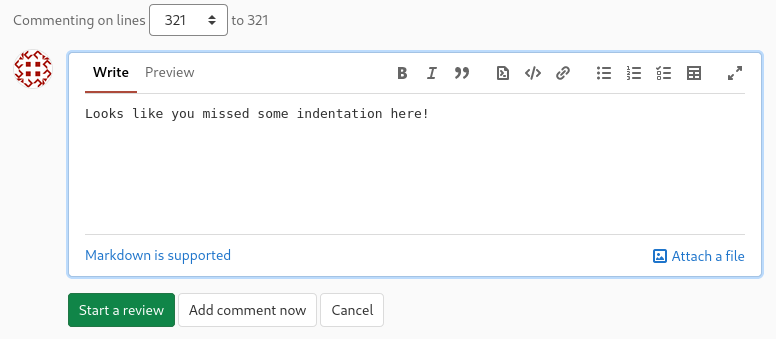 Commenting on lines 321 to 321
Write Preview
Looks like you missed some indentation here!
Markdown is supported Attach a file
Start a review Add comment now Cancel